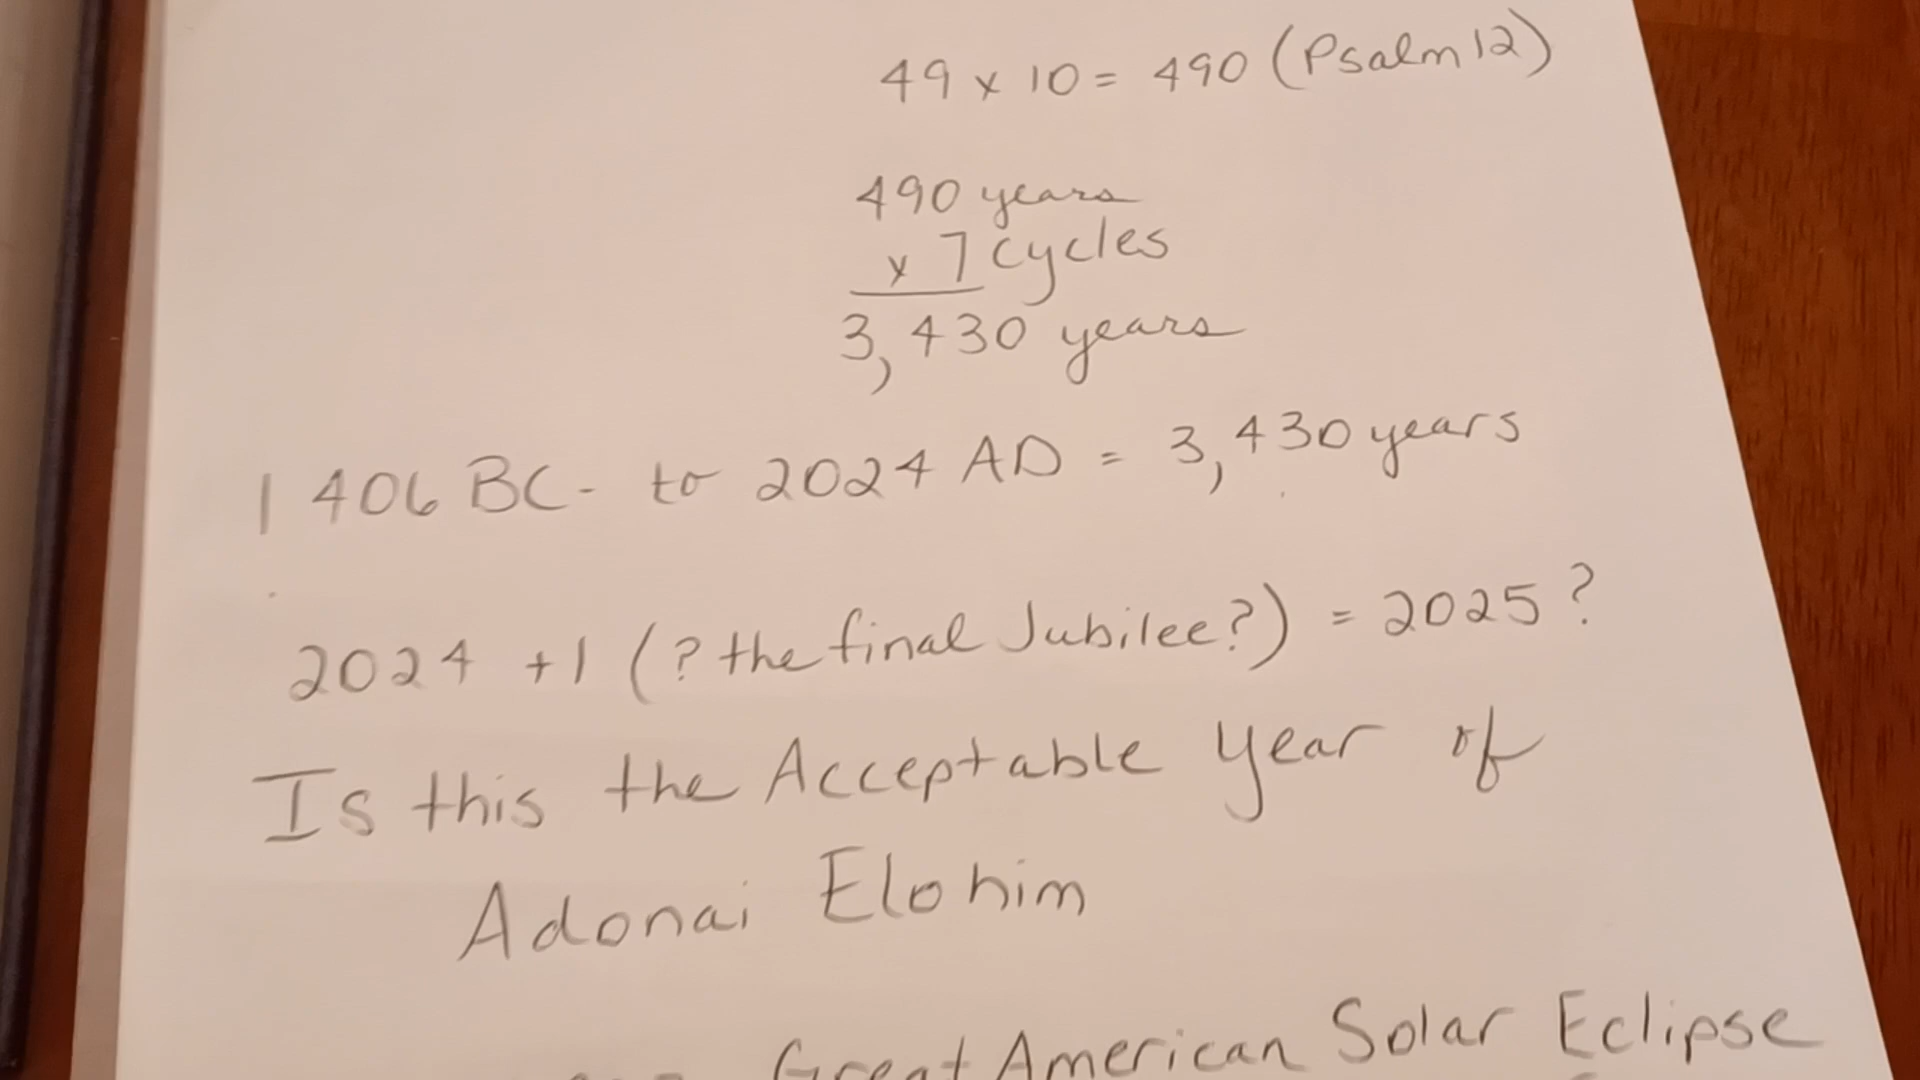 49 x 10 = 490 (Psalm 12)
490 years
x 7 cycles
3,430 years
1406 BC - to 2024 AD = 3,430 years
2024 +1 (? the final Jubilee?) = 2025?
Is this the Acceptable year of
Adonai Elohim
Great American Solar Eclipse